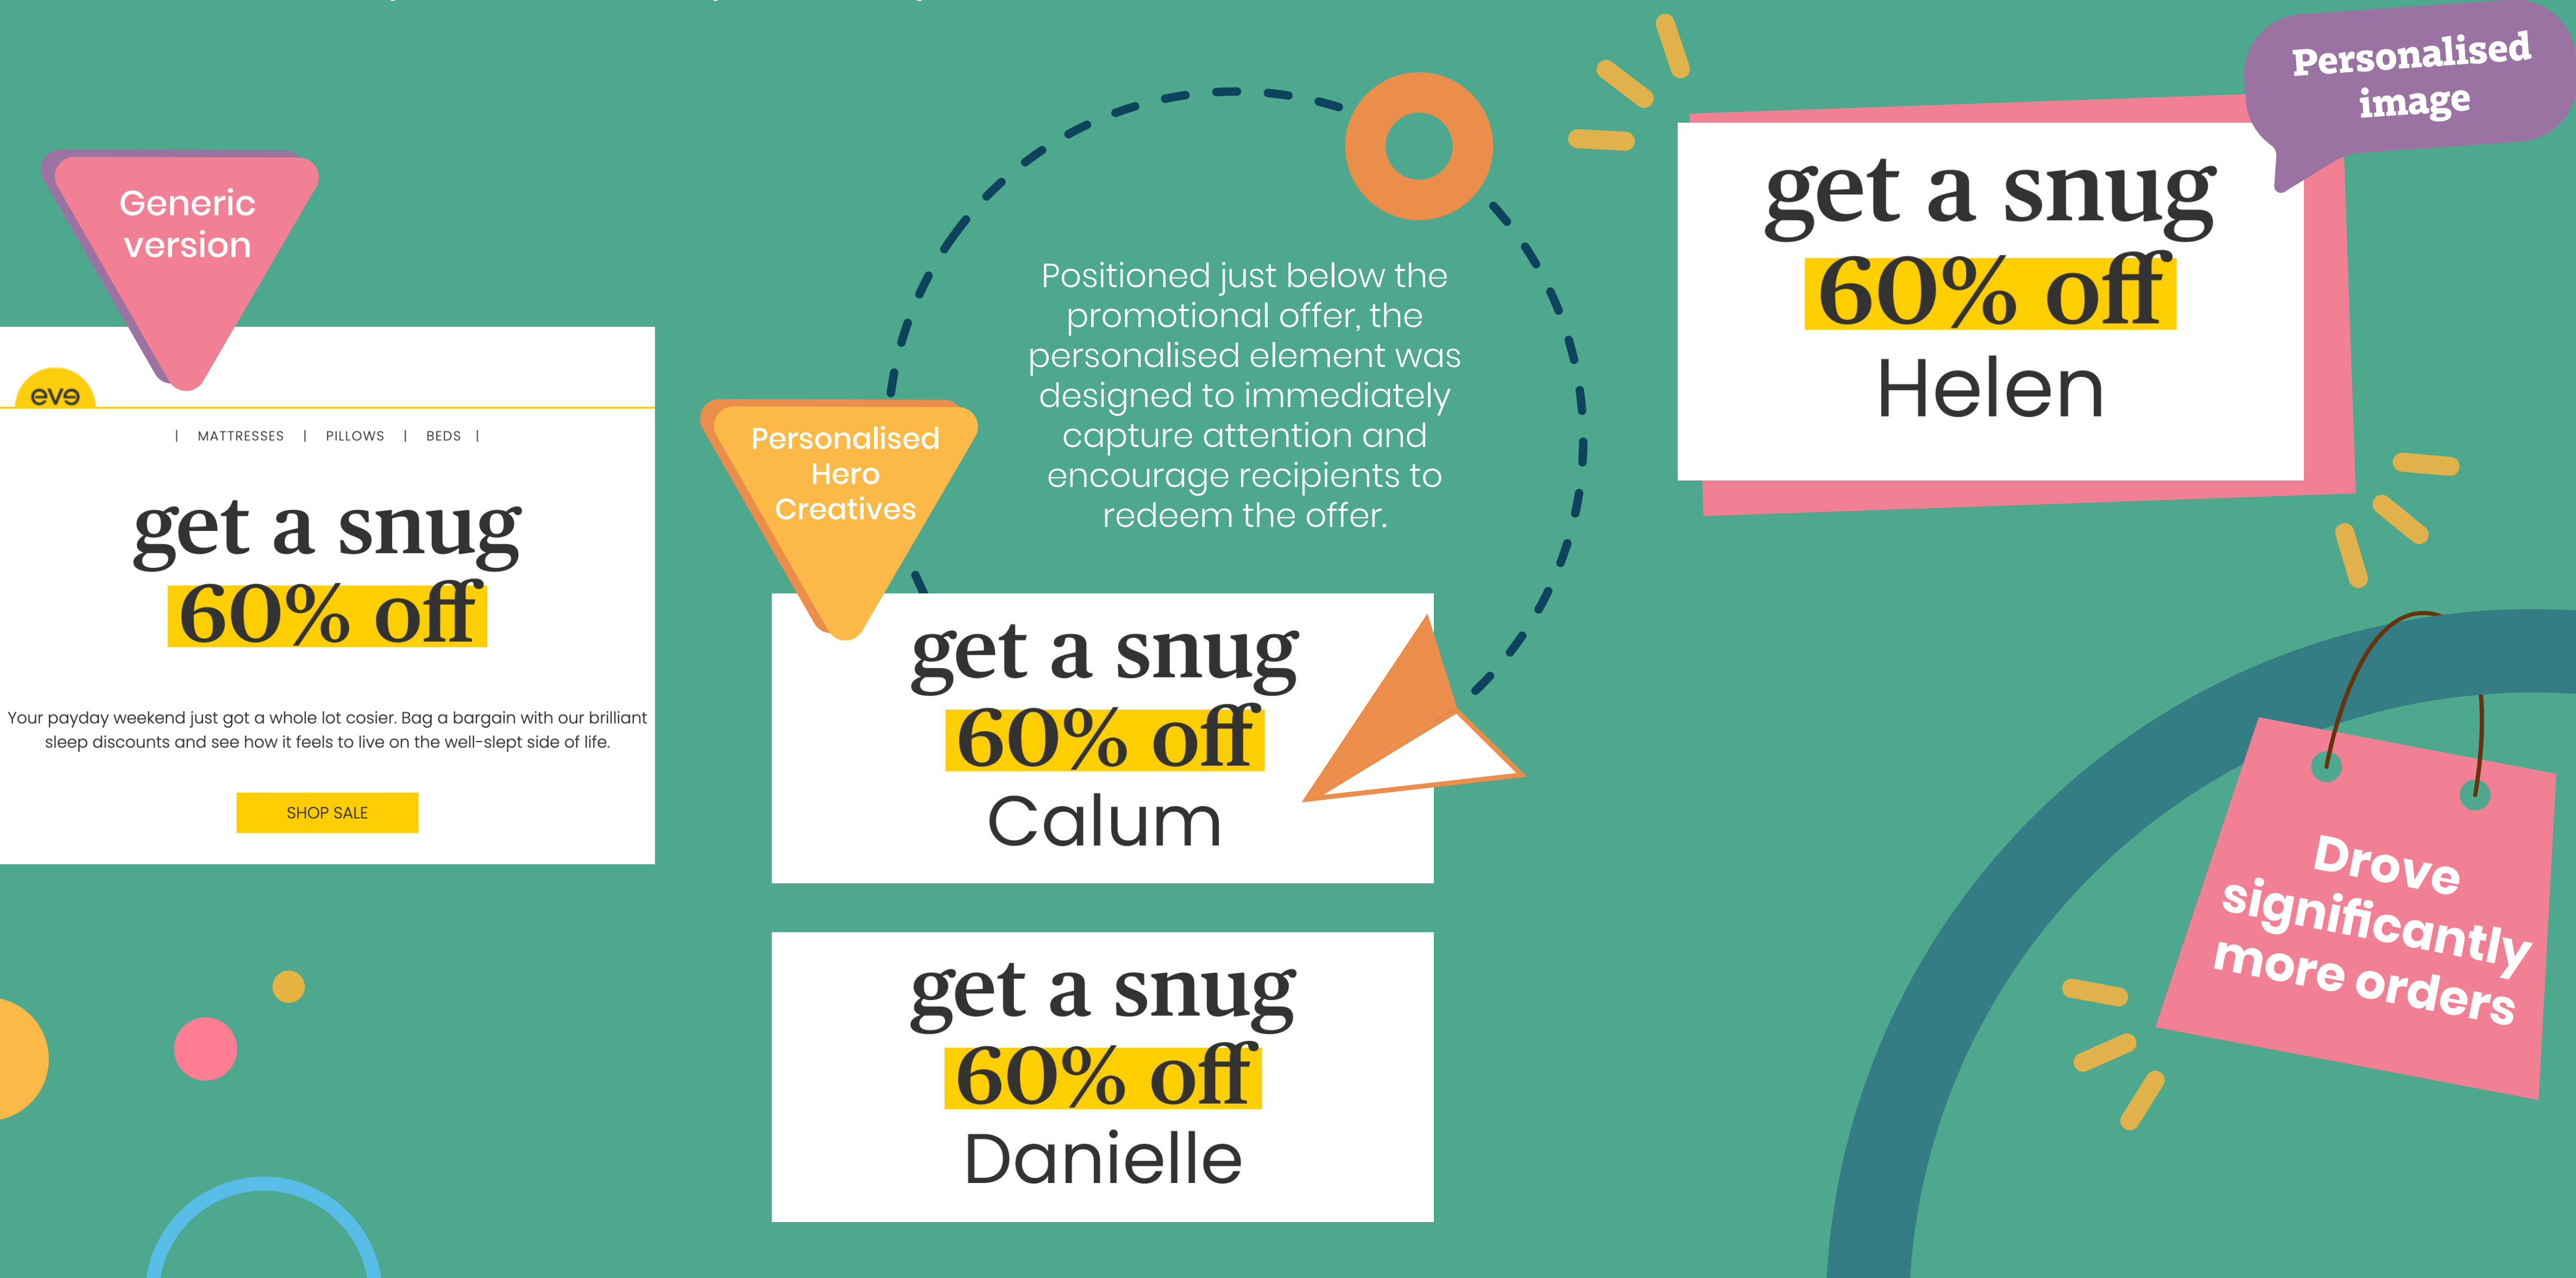 Generic
version
eve
| MATTRESSES | PILLOWS | BEDS |
get a snug
60% off
Your payday weekend just got a whole lot cosier. Bag a bargain with our brilliant
sleep discounts and see how it feels to live on the well-slept side of life.
SHOP SALE
Positioned just below the
promotional offer, the
personalised element was
designed to immediately
capture attention and
encourage recipients to
redeem the offer.
Personalised
Hero
Creatives
get a snug
60% off
Calum
get a snug
60% off
Danielle
Personalised
image
get a snug
60% off
Helen
Drove
significantly
more orders